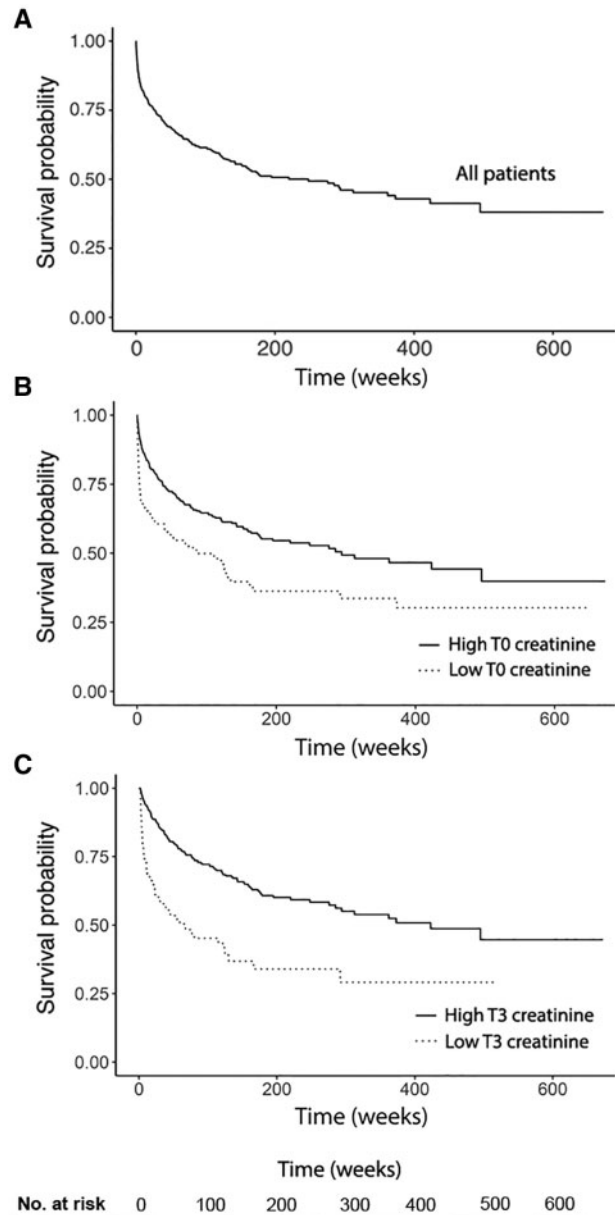 A
Survival probability
1.00
0.75
0.50
0.25
0.00
All patients
0 200 400 600
Time (weeks)
B
Survival probability
1.00
0.75
0.50
0.25
0.00
High T0 creatinine
Low T0 creatinine
0 200 400 600
Time (weeks)
C
Survival probability
1.00
0.75
0.50
0.25
0.00
High T3 creatinine
Low T3 creatinine
0 200 400 600
Time (weeks)
Time (weeks)
No. at risk 0 100 200 300 400 500 600